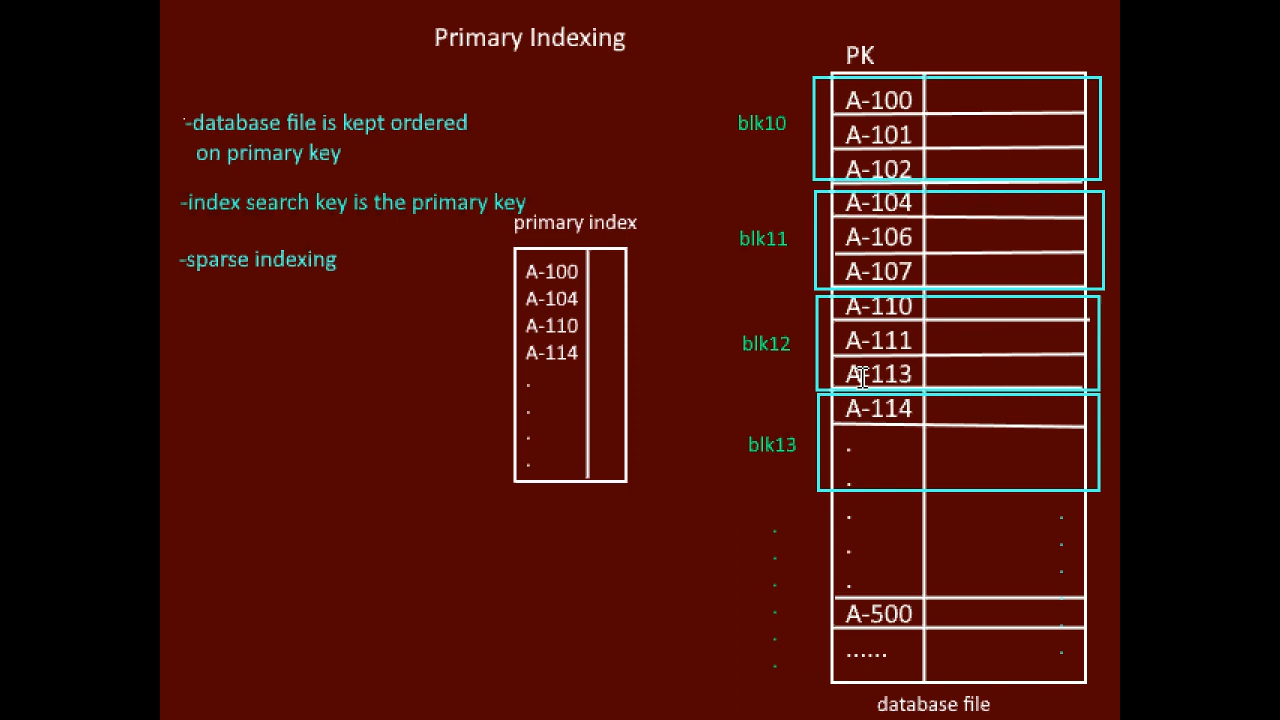 Primary Indexing
-database file is kept ordered
on primary key
-index search key is the primary key
-sparse indexing
primary index
A-100
A-104
A-110
A-114
.
.
.
.
blk10
blk11
blk12
blk13
.
.
.
.
.
.
PK
A-100
A-101
A-102
A-104
A-106
A-107
A-110
A-111
A-113
A-114
.
.
.
.
.
A-500
......
database file